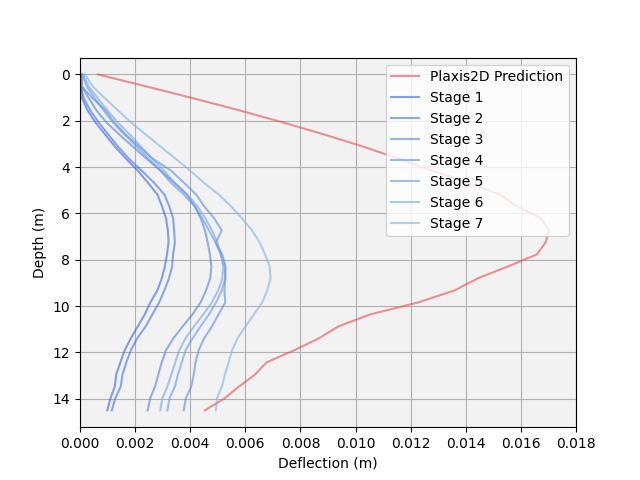 Plaxis2D Prediction
Stage 1
Stage 2
Stage 3
Stage 4
Stage 5
Stage 6
Stage 7
Depth (m)
0
2
4
6
8
10
12
14
0.000 0.002 0.004 0.006 0.008 0.010 0.012 0.014 0.016 0.018
Deflection (m)